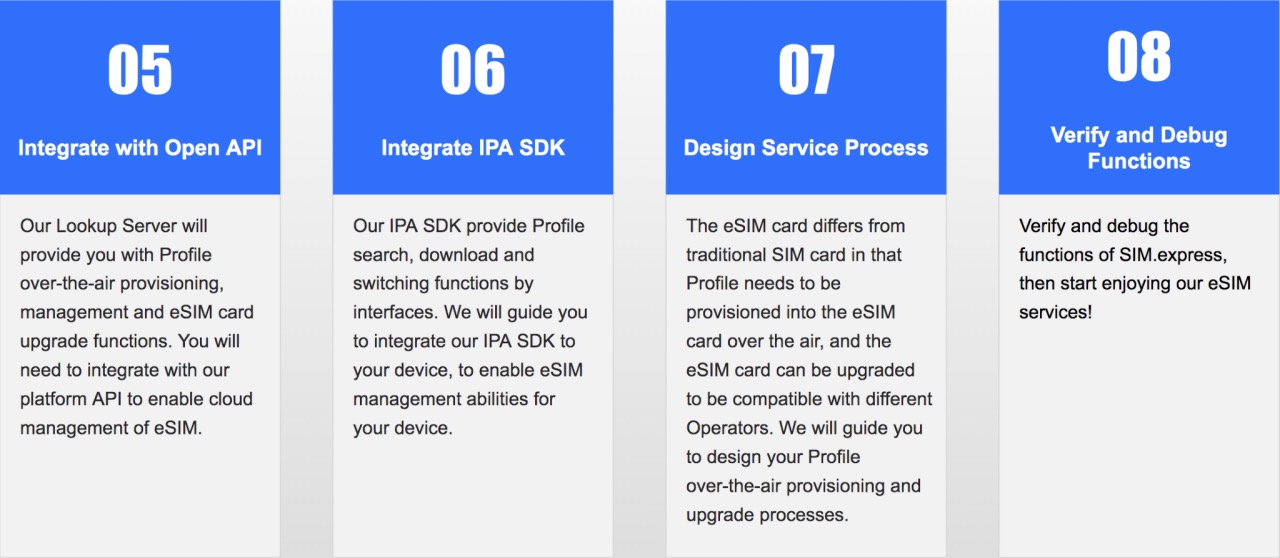 05
Integrate with Open API
Our Lookup Server will
provide you with Profile
over-the-air provisioning,
management and eSIM card
upgrade functions. You will
need to integrate with our
platform API to enable cloud
management of eSIM.
06
Integrate IPA SDK
Our IPA SDK provide Profile
search, download and
switching functions by
interfaces. We will guide you
to integrate our IPA SDK to
your device, to enable eSIM
management abilities for
your device.
07
Design Service Process
The eSIM card differs from
traditional SIM card in that
Profile needs to be
provisioned into the eSIM
card over the air, and the
eSIM card can be upgraded
to be compatible with different
Operators. We will guide you
to design your Profile
over-the-air provisioning and
upgrade processes.
08
Verify and Debug
Functions
Verify and debug the
functions of SIM.express,
then start enjoying our eSIM
services!